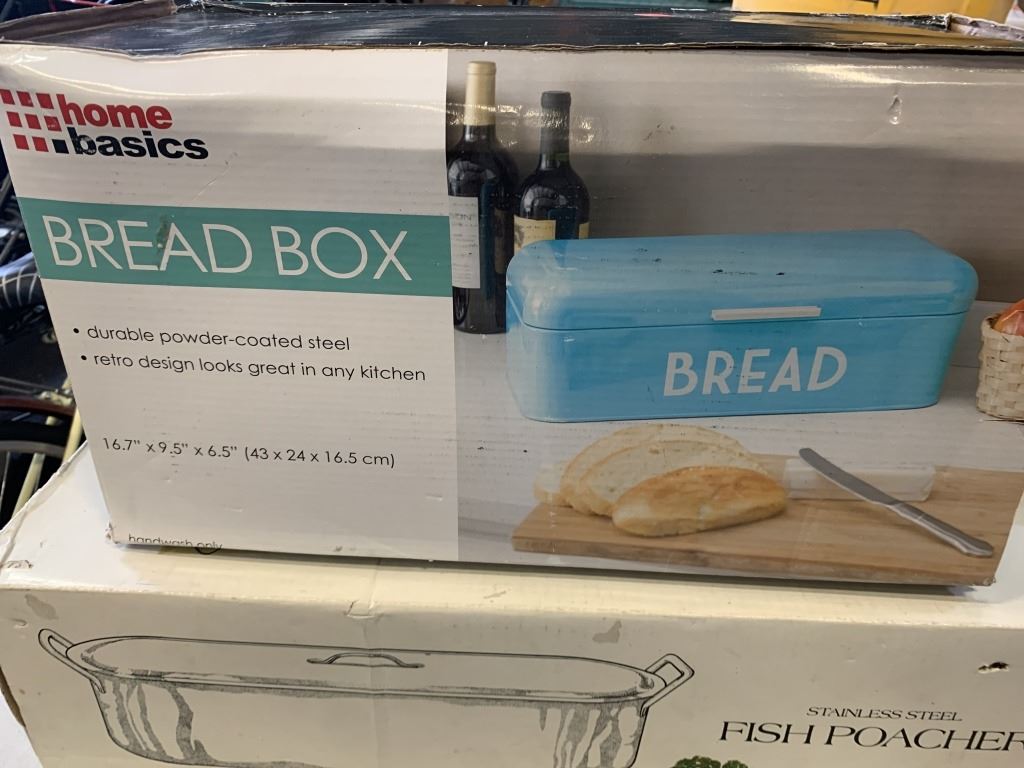 home
basics
BREAD BOX
• durable powder-coated steel
• retro design looks great in any kitchen
16.7" x 9.5" x 6.5" (43 x 24 x 16.5 cm)
handwash only
BREAD
STAINLESS STEEL
FISH POACHER